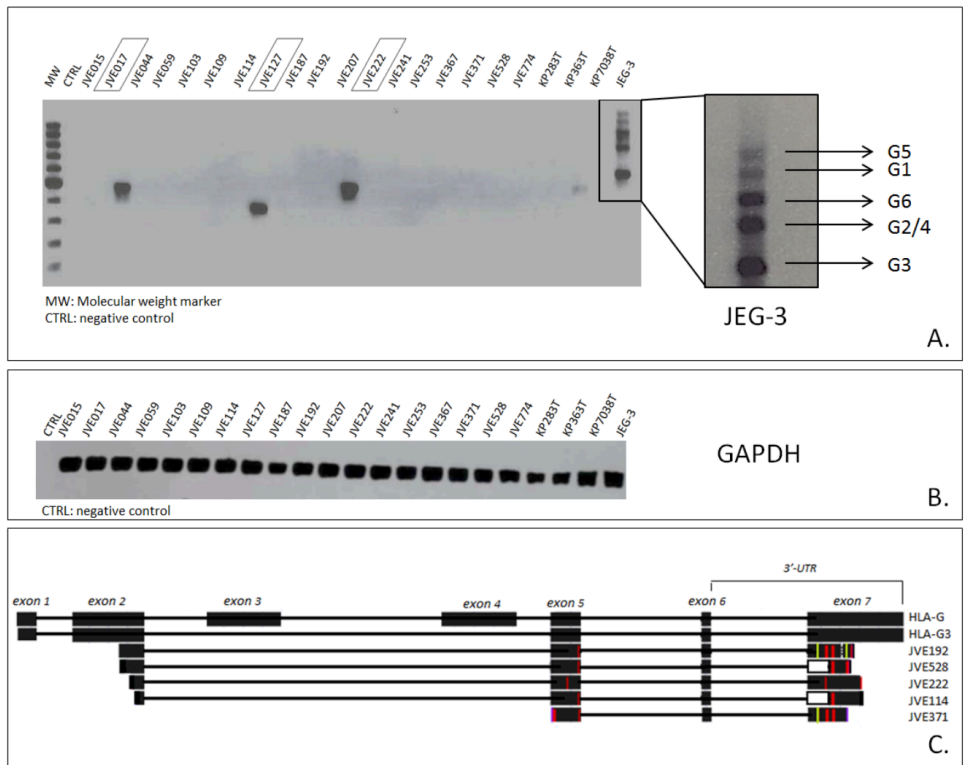 MW CTRL JVE015 JVE017 JVE044 JVE059 JVE103 JVE109 JVE114 JVE127 JVE187 JVE192 JVE207 JVE222 JVE241 JVE253 JVE367 JVE371 JVE528 JVE774 KP283T KP363T KP7038T JEG-3
G5
G1
G6
G2/4
G3
MW: Molecular weight marker
CTRL: negative control
JEG-3
A.
CTRL JVE015 JVE017 JVE044 JVE059 JVE103 JVE109 JVE114 JVE127 JVE187 JVE192 JVE207 JVE222 JVE241 JVE253 JVE367 JVE371 JVE528 JVE774 KP283T KP363T KP7038T JEG-3
GAPDH
CTRL: negative control
B.
3'-UTR
exon 1 exon 2 exon 3 exon 4 exon 5 exon 6 exon 7
HLA-G
HLA-G3
JVE192
JVE528
JVE222
JVE114
JVE371
C.